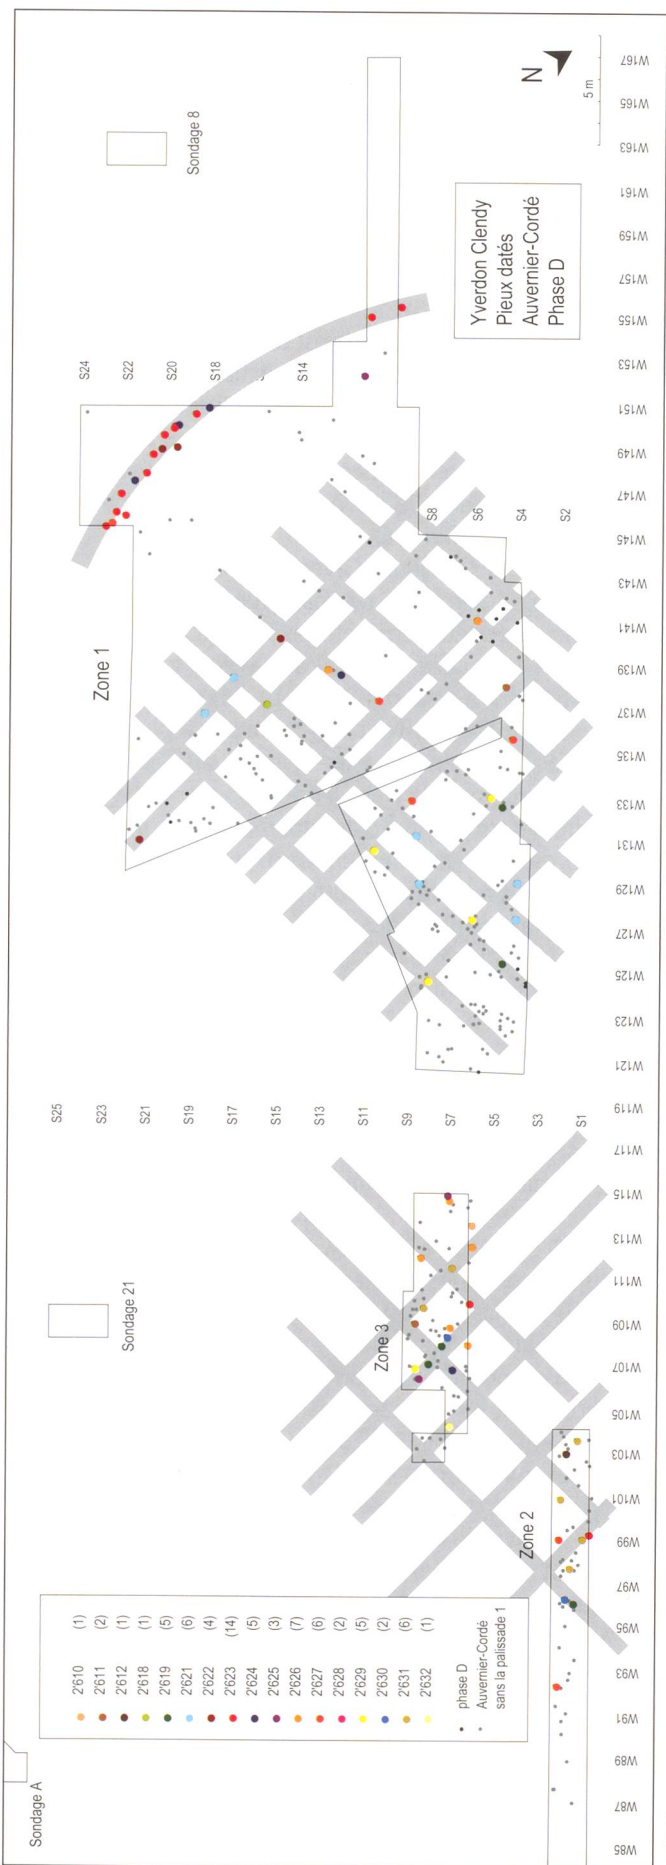 Sondage A
2'610 (1)
2'611 (2)
2'612 (1)
2'618 (1)
2'619 (5)
2'621 (6)
2'622 (4)
2'623 (14)
2'624 (5)
2'625 (3)
2'626 (7)
2'627 (6)
2'628 (2)
2'629 (5)
2'630 (2)
2'631 (6)
2'632 (1)
phase D
Auvernier-Cordé
sans la palissade 1
Sondage 21
Zone 2
Zone 3
Zone 1
Sondage 8
S25
S23
S21
S19
S17
S15
S13
S11
S9
S7
S5
S3
S1
S24
S22
S20
S18
S14
S8
S6
S4
S2
N
5 m
Yverdon Clendy
Pieux datés
Auvernier-Cordé
Phase D
W85
W87
W89
W91
W93
W95
W97
W99
W101
W103
W105
W107
W109
W111
W113
W115
W117
W119
W121
W123
W125
W127
W129
W131
W133
W135
W137
W139
W141
W143
W145
W147
W149
W151
W153
W155
W157
W159
W161
W163
W165
W167